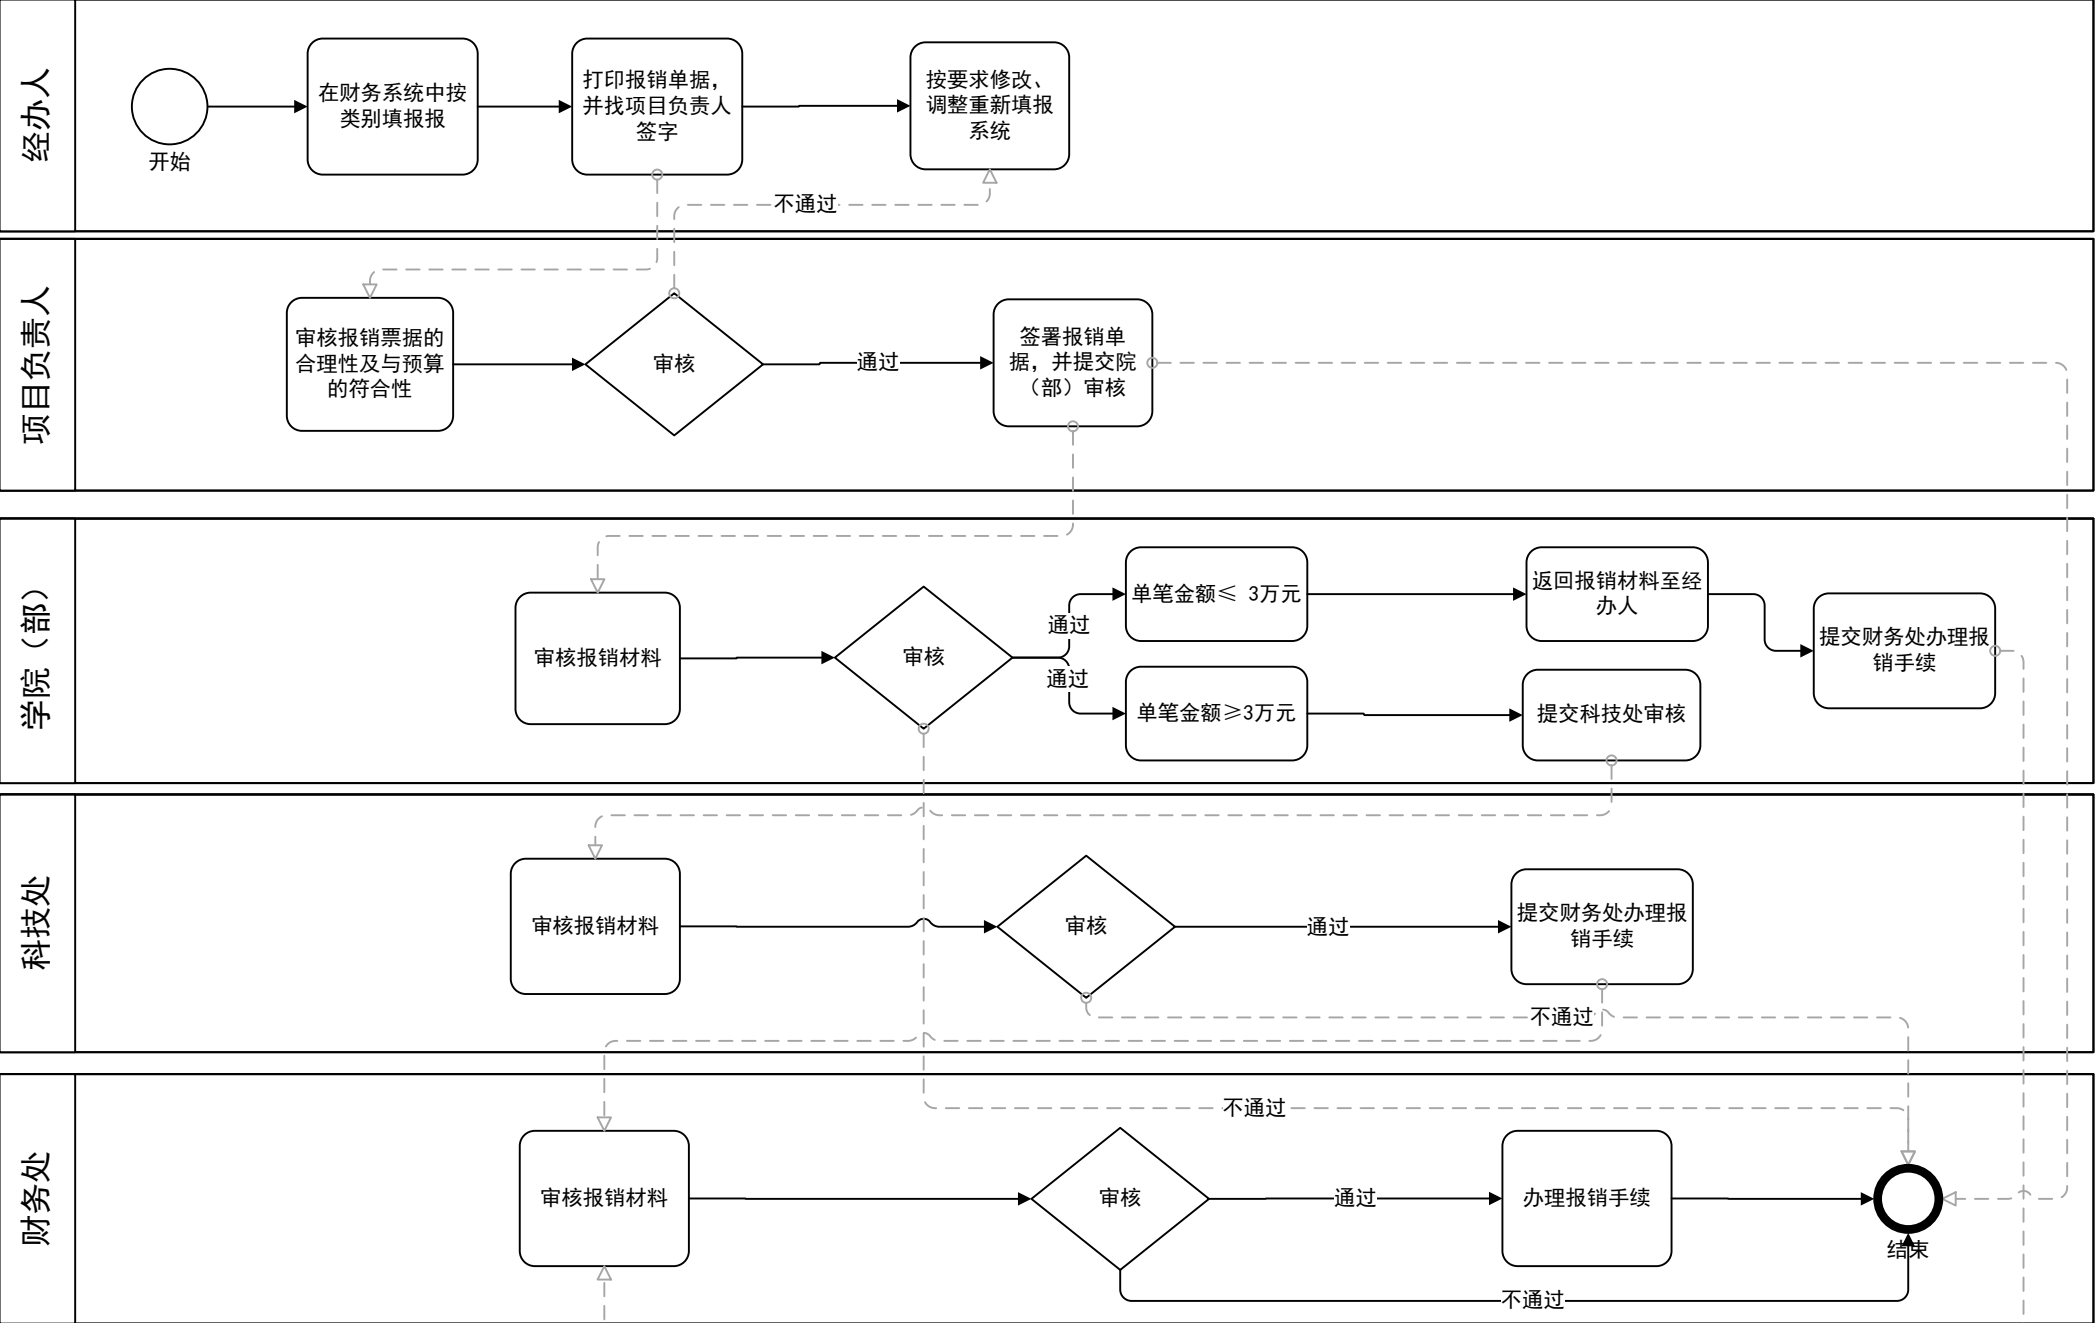 经办人
开始
在财务系统中按
类别填报报
打印报销单据，
并找项目负责人
签字
按要求修改、
调整重新填报
系统
不通过
项目负责人
审核报销票据的
合理性及与预算
的符合性
审核
通过
签署报销单
据，并提交院
（部）审核
学院（部）
审核报销材料
审核
通过
通过
单笔金额≤ 3万元
单笔金额≥3万元
返回报销材料至经
办人
提交科技处审核
提交财务处办理报
销手续
科技处
审核报销材料
审核
通过
提交财务处办理报
销手续
不通过
财务处
不通过
审核报销材料
审核
通过
办理报销手续
结束
不通过